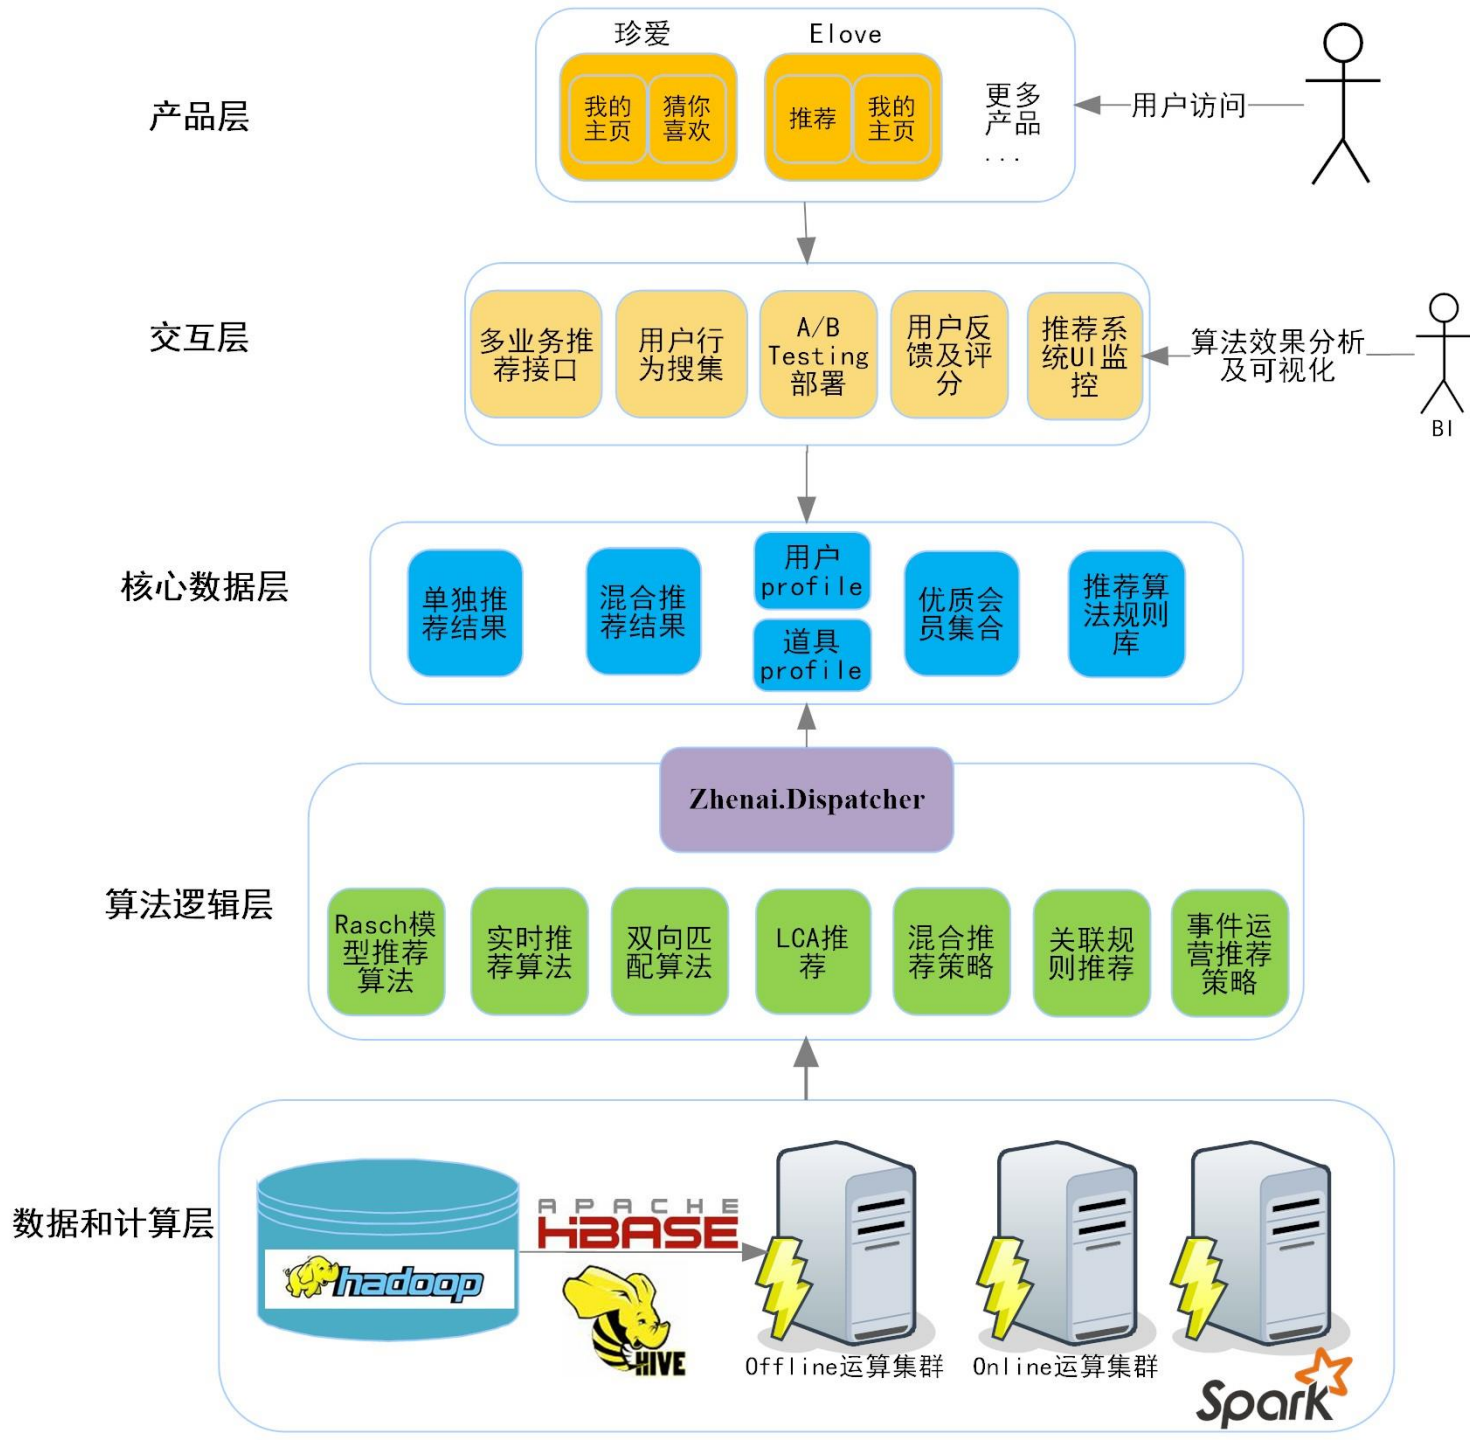 珍爱
Elove
产品层
我的
主页
猜你
喜欢
推荐
我的
主页
更多
产品
...
用户访问
交互层
多业务推
荐接口
用户行
为搜集
A/B
Testing
部署
用户反
馈及评
分
推荐系
统UI监
控
算法效果分析
及可视化
BI
核心数据层
单独推
荐结果
混合推
荐结果
用户
profile
道具
profile
优质会
员集合
推荐算
法规则
库
Zhenai.Dispatcher
算法逻辑层
Rasch模
型推荐
算法
实时推
荐算法
双向匹
配算法
LCA推
荐
混合推
荐策略
关联规
则推荐
事件运
营推荐
策略
数据和计算层
hadoop
APACHE
HBASE
HIVE
Offline运算集群
Online运算集群
Spark